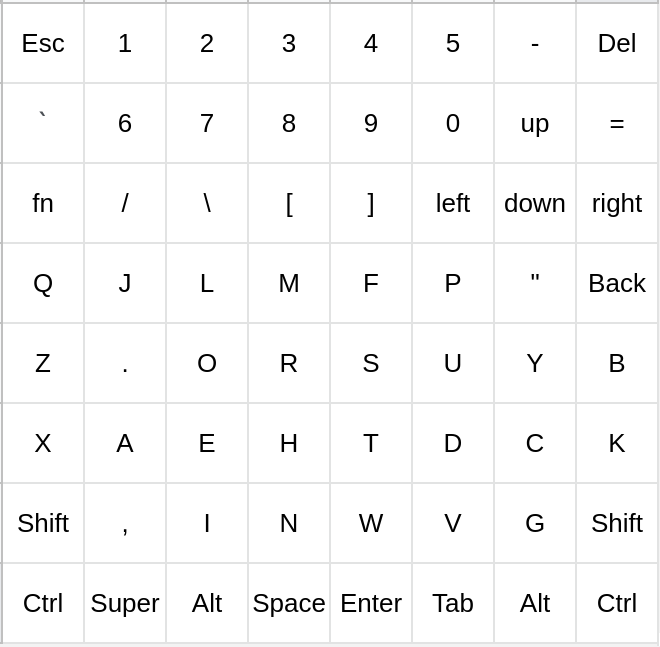 Esc 1 2 3 4 5 - Del
` 6 7 8 9 0 up =
fn / \ [ ] left down right
Q J L M F P " Back
Z . O R S U Y B
X A E H T D C K
Shift , I N W V G Shift
Ctrl Super Alt Space Enter Tab Alt Ctrl